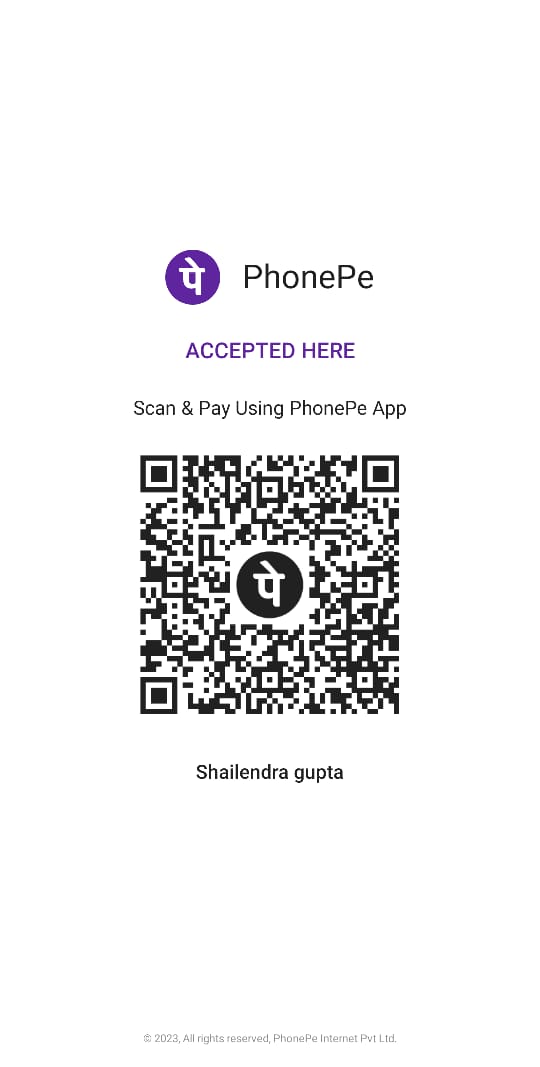 पे PhonePe
ACCEPTED HERE
Scan & Pay Using PhonePe App
पे
Shailendra gupta
© 2023, All rights reserved, PhonePe Internet Pvt Ltd.